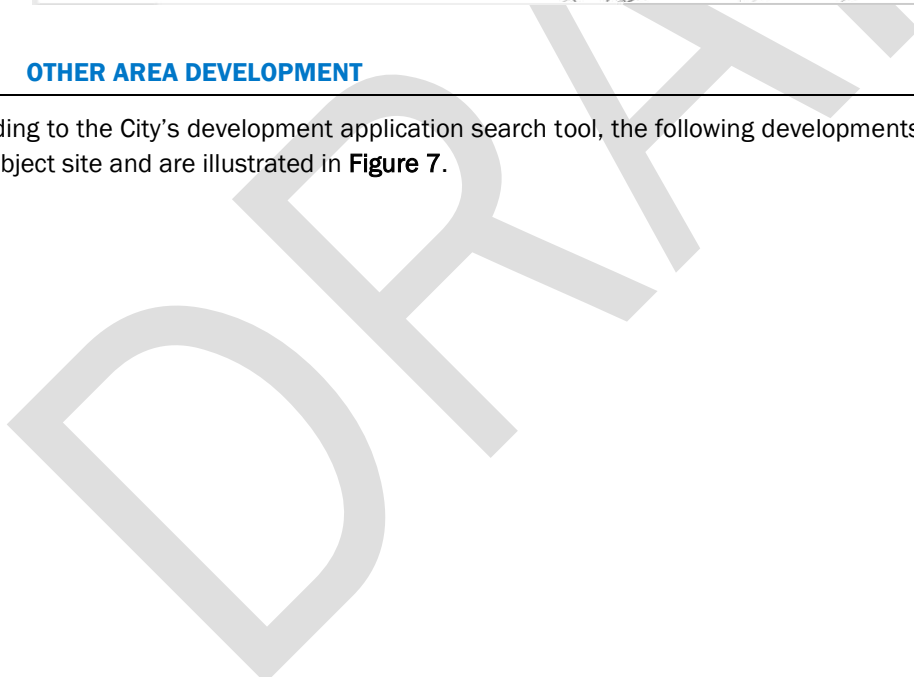 OTHER AREA DEVELOPMENT
ding to the City’s development application search tool, the following developments
bject site and are illustrated in Figure 7.
DRA